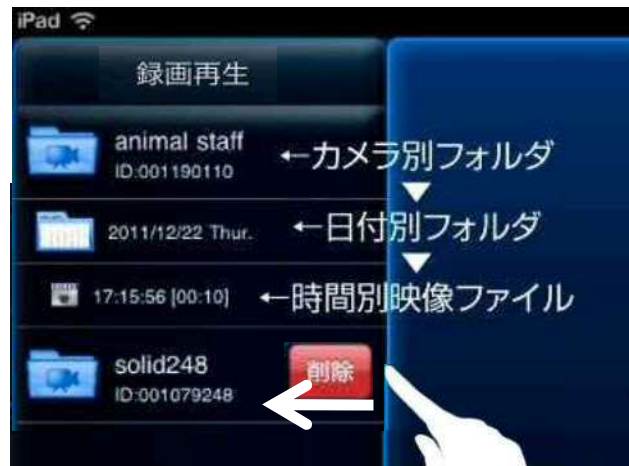 iPad
録画再生
animal staff
ID:001190110
←カメラ別フォルダ
▼
2011/12/22 Thur.
←日付別フォルダ
▼
17:15:56 [00:10]
←時間別映像ファイル
solid248
ID:001079248
削除